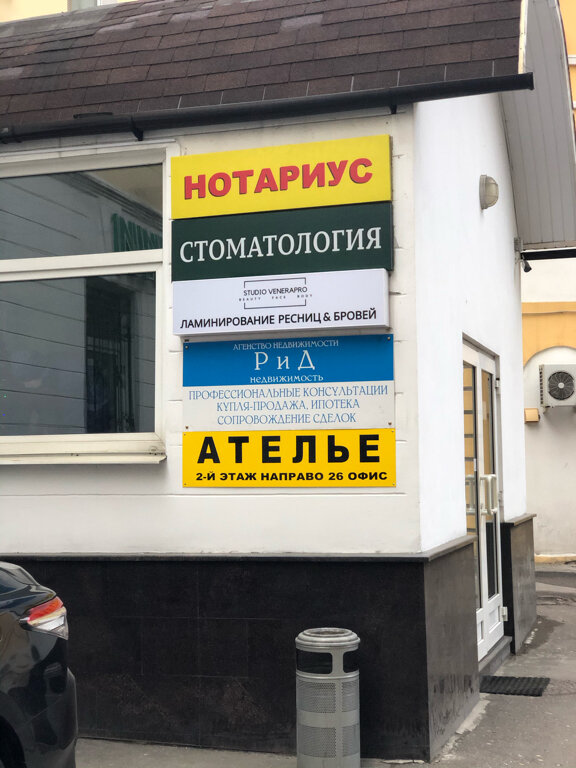 НОТАРИУС
СТОМАТОЛОГИЯ
STUDIO VENERAPRO
BEAUTY FACE BODY
ЛАМИНИРОВАНИЕ РЕСНИЦ & БРОВЕЙ
АГЕНСТВО НЕДВИЖИМОСТИ
Р и Д
НЕДВИЖИМОСТЬ
ПРОФЕССИОНАЛЬНЫЕ КОНСУЛЬТАЦИИ
КУПЛЯ-ПРОДАЖА, ИПОТЕКА
СОПРОВОЖДЕНИЕ СДЕЛОК
АТЕЛЬЕ
2-Й ЭТАЖ НАПРАВО 26 ОФИС